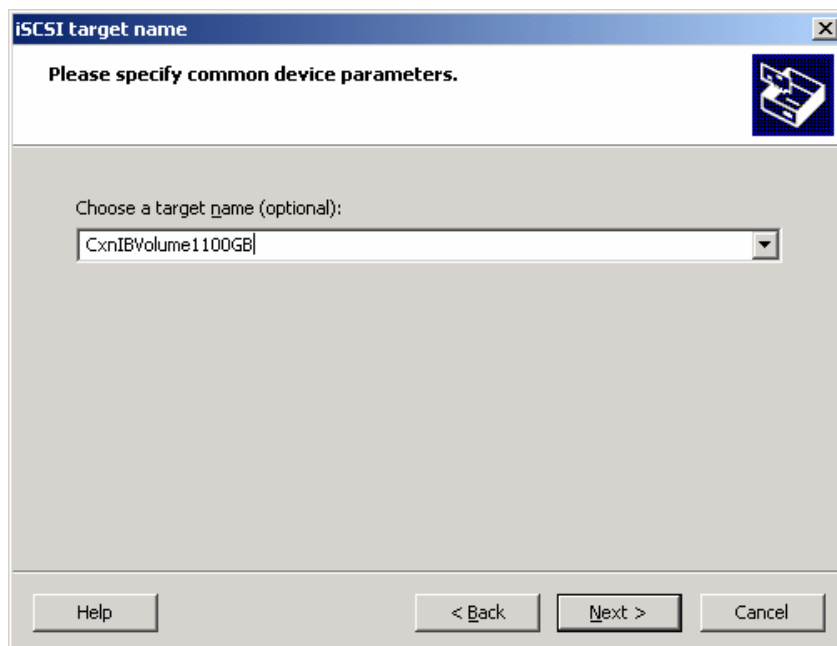 iSCSI target name
Please specify common device parameters.
Choose a target name (optional):
CxnIBVolume1100GB
Help
< Back
Next >
Cancel